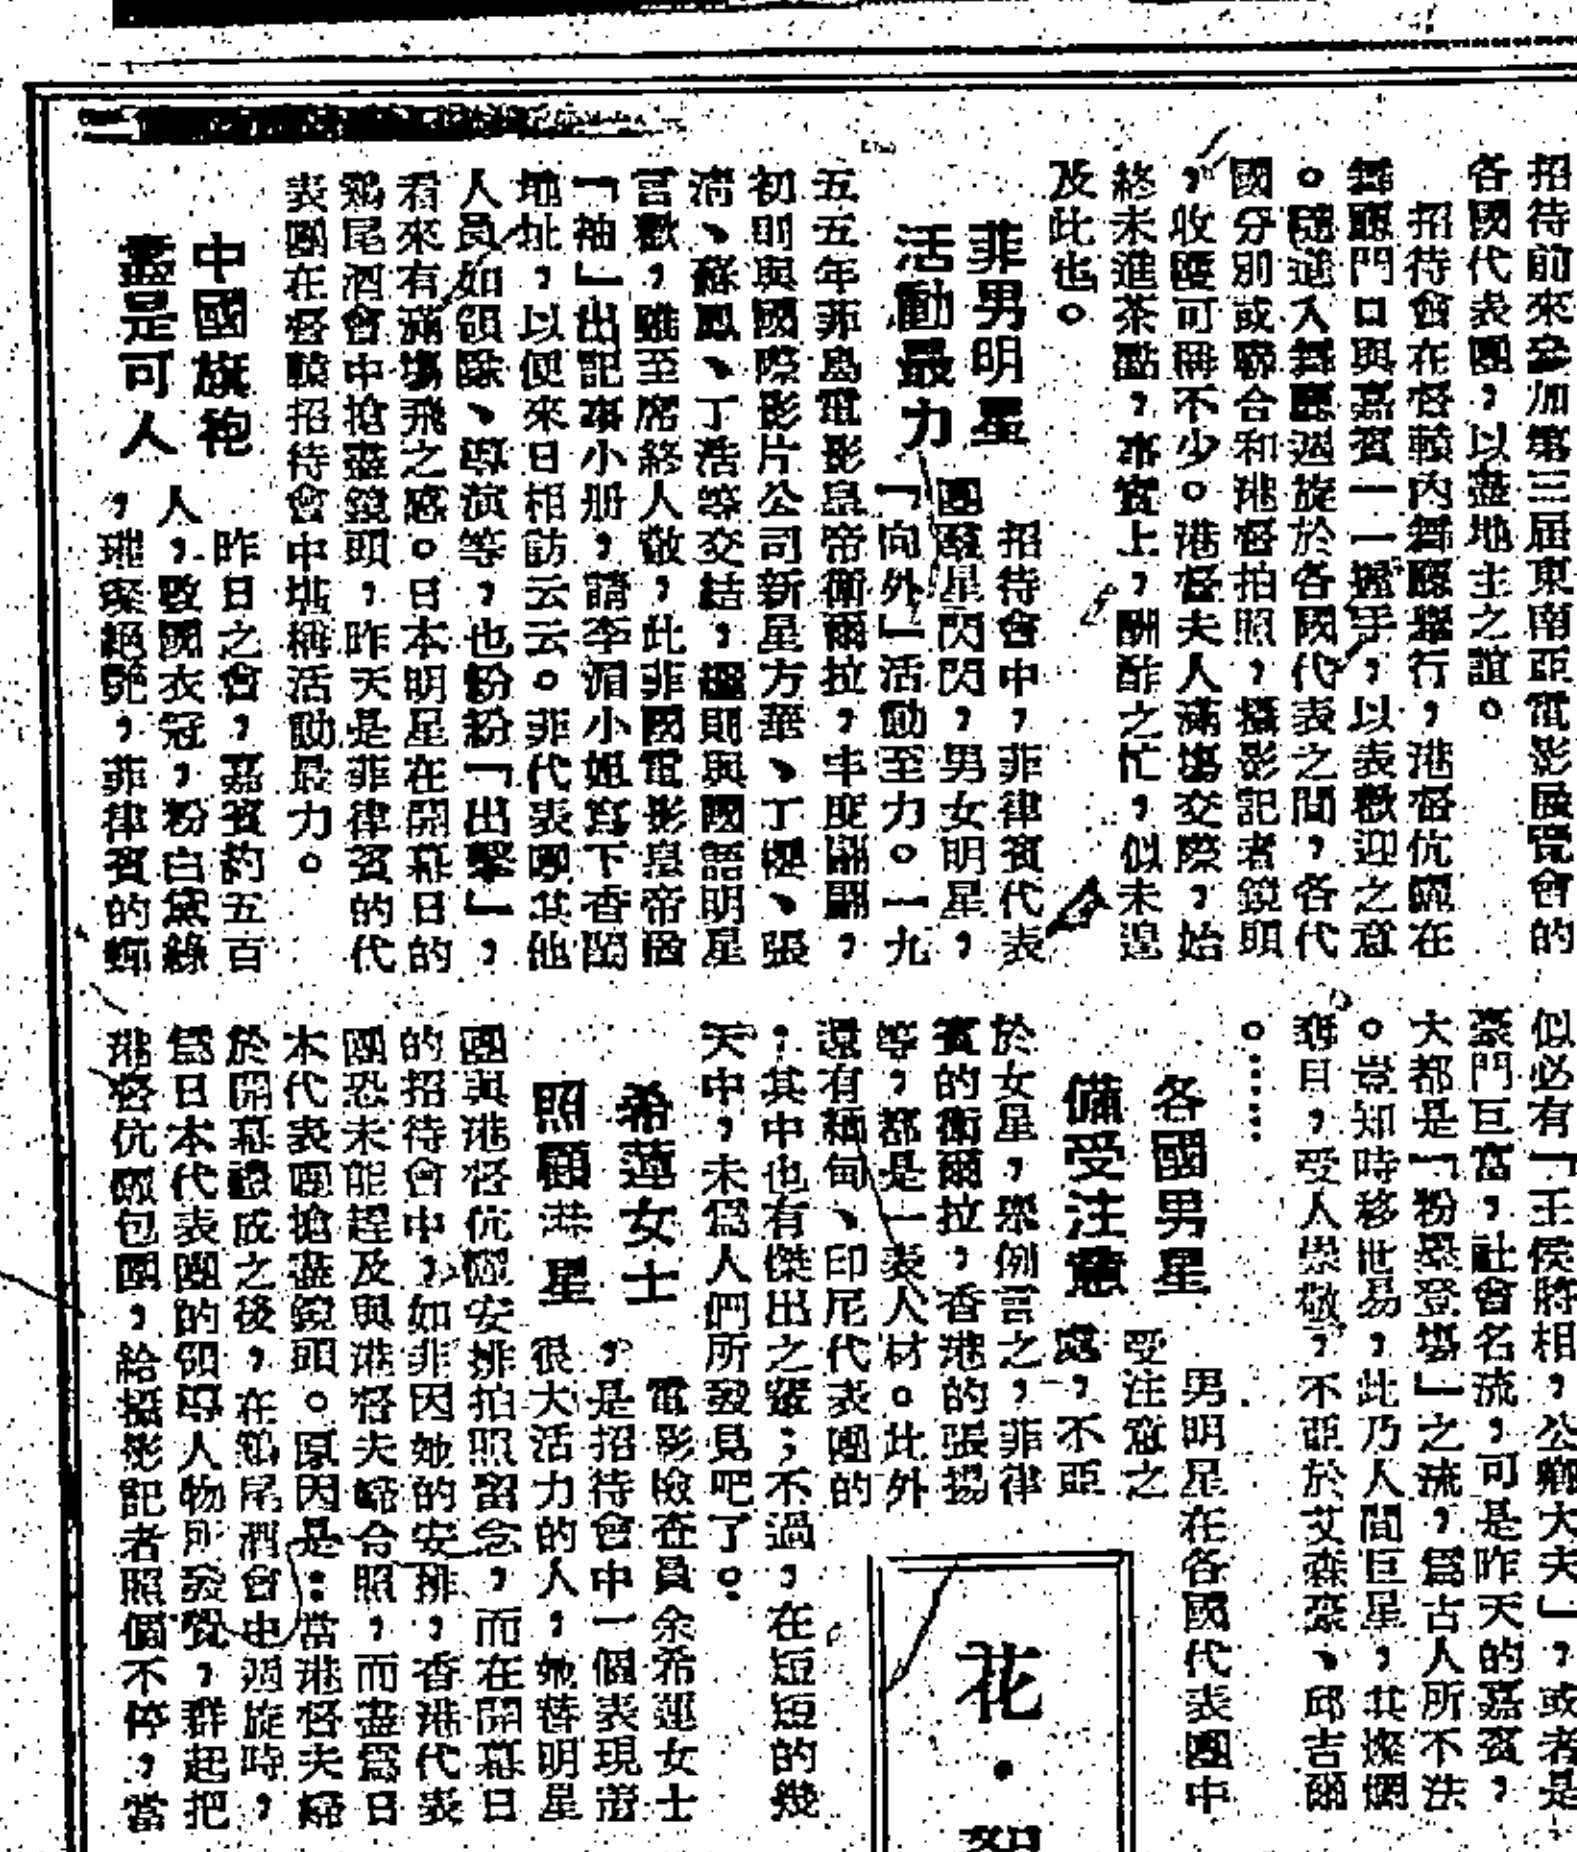 招待前來參加第三屆東南亞電影展覽會的
各國代表團，以盡地主之誼。
招待會在督轅內舞廳舉行，港督伉儷在
舞廳門口與嘉賓一一握手，以表歡迎之意
。隨進入舞廳週旋於各國代表之間，各代
國分別或聯合和港督拍照，攝影記者鏡頭
，收穫可稱不少。港督夫人滿塲交際，始
終未進茶點，事實上，酬酢之忙，似未遑
及此也。
菲男明星
活動最力
招待會中，菲律賓代表
團羣星閃閃，男女明星，
「向外」活動至力。一九
五五年菲島電影皇帝衛爾拉，丰度翩翩，
初則與國際影片公司新星方華、丁櫻、張
清、蘇鳳、丁浩等交結，繼則與國語明星
言歡，雖至席終人散，此非國電影皇帝猶
「袖」出記事小册，請李湄小姐寫下香閨
地址，以便來日相訪云云。菲代表團其他
人員如領隊、導演等，也紛紛「出擊」，
看來有滿塲飛之感。日本明星在開幕日的
鷄尾酒會中搶盡鏡頭，昨天是菲律賓的代
表團在督轅招待會中堪稱活動最力。
中國旗袍
盡是可人
昨日之會，嘉賓約五百
人，歐國衣冠，粉白黛綠
，璀璨絕艷，菲律賓的輝
似必有「王侯將相，公卿大夫」，或者是
豪門巨富，社會名流，可是昨天的嘉賓，
大都是「粉墨登塲」之流，爲古人所不法
。豈知時移世易，此乃人間巨星，其燦爛
奪目，受人崇敬，不亞於艾森豪、邱吉爾
。……
各國男星
備受注意
男明星在各國代表團中
受注意之
處，不亞
於女星，舉例言之，菲律
賓的衛爾拉，香港的張揚
等，都是一表人材。此外
還有緬甸、印尼代表團的
，其中也有傑出之輩；不過，在短短的幾
天中，未爲人們所發見吧了。
希蓮女士
照顧港星
電影檢查員余希蓮女士
，是招待會中一個表現着
很大活力的人，她替明星
團與港督伉儷安排拍照留念，而在開幕日
的招待會中，如非因她的安排，香港代表
團恐未能趕及與港督夫婦合照，而盡爲日
本代表團搶盡鏡頭。原因是：當港督夫婦
於開幕禮成之後，在鷄尾酒會中週旋時，
爲日本代表團的領導人物所發覺，群起把
港督伉儷包圍，給攝影記者照個不停，當
花·絮